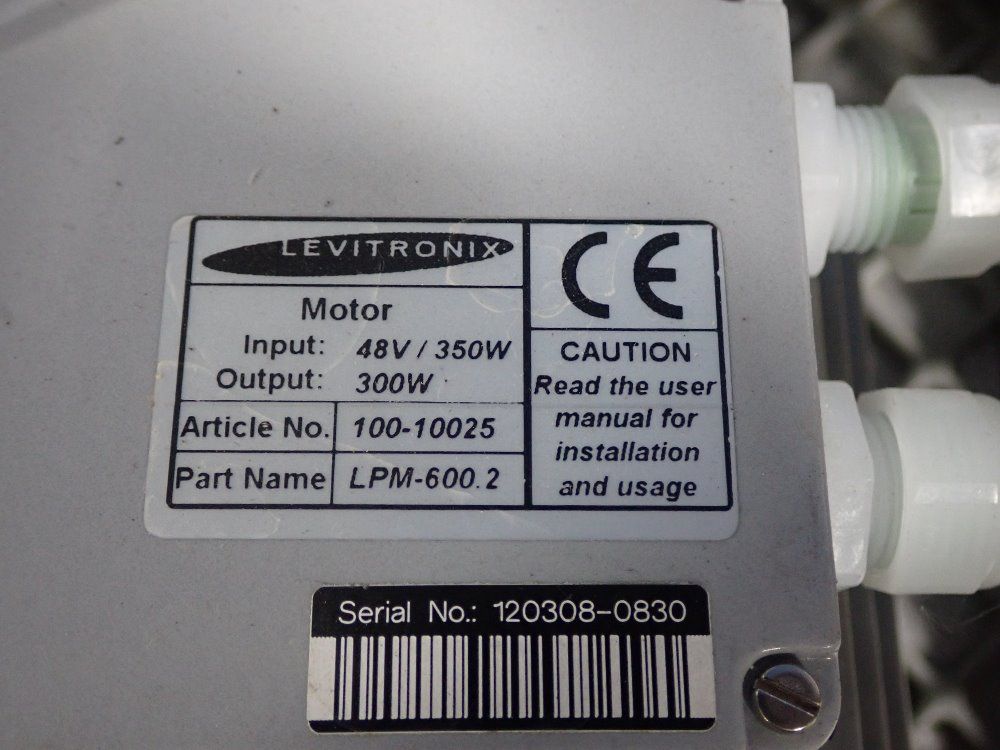 LEVITRONIX
Motor
Input: 48V / 350W
Output: 300W
Article No. 100-10025
Part Name LPM-600.2
CE
CAUTION
Read the user
manual for
installation
and usage
Serial No.: 120308-0830